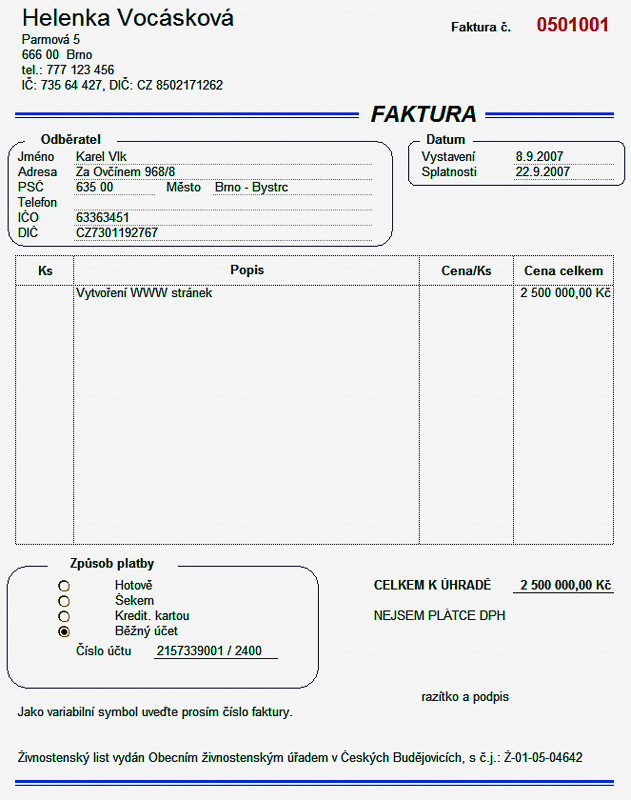 Helenka Vocásková
Parmová 5
666 00 Brno
tel.: 777 123 456
IČ: 735 64 427, DIČ: CZ 8502171262
Faktura č. 0501001
FAKTURA
Odběratel
Jméno Karel Vlk
Adresa Za Ovčínem 968/8
PSČ 635 00 Město Brno - Bystrc
Telefon
IČO 63363451
DIČ CZ7301192767
Datum
Vystavení 8.9.2007
Splatnosti 22.9.2007
Ks Popis Cena/Ks Cena celkem
Vytvoření WWW stránek 2 500 000,00 Kč
Způsob platby
Hotově
Šekem
Kredit. kartou
Běžný účet
Číslo účtu 2157339001 / 2400
CELKEM K ÚHRADĚ 2 500 000,00 Kč
NEJSEM PLÁTCE DPH
razítko a podpis
Jako variabilní symbol uveďte prosím číslo faktury.
Živnostenský list vydán Obecním živnostenským úřadem v Českých Budějovicích, s č.j.: Ž-01-05-04642